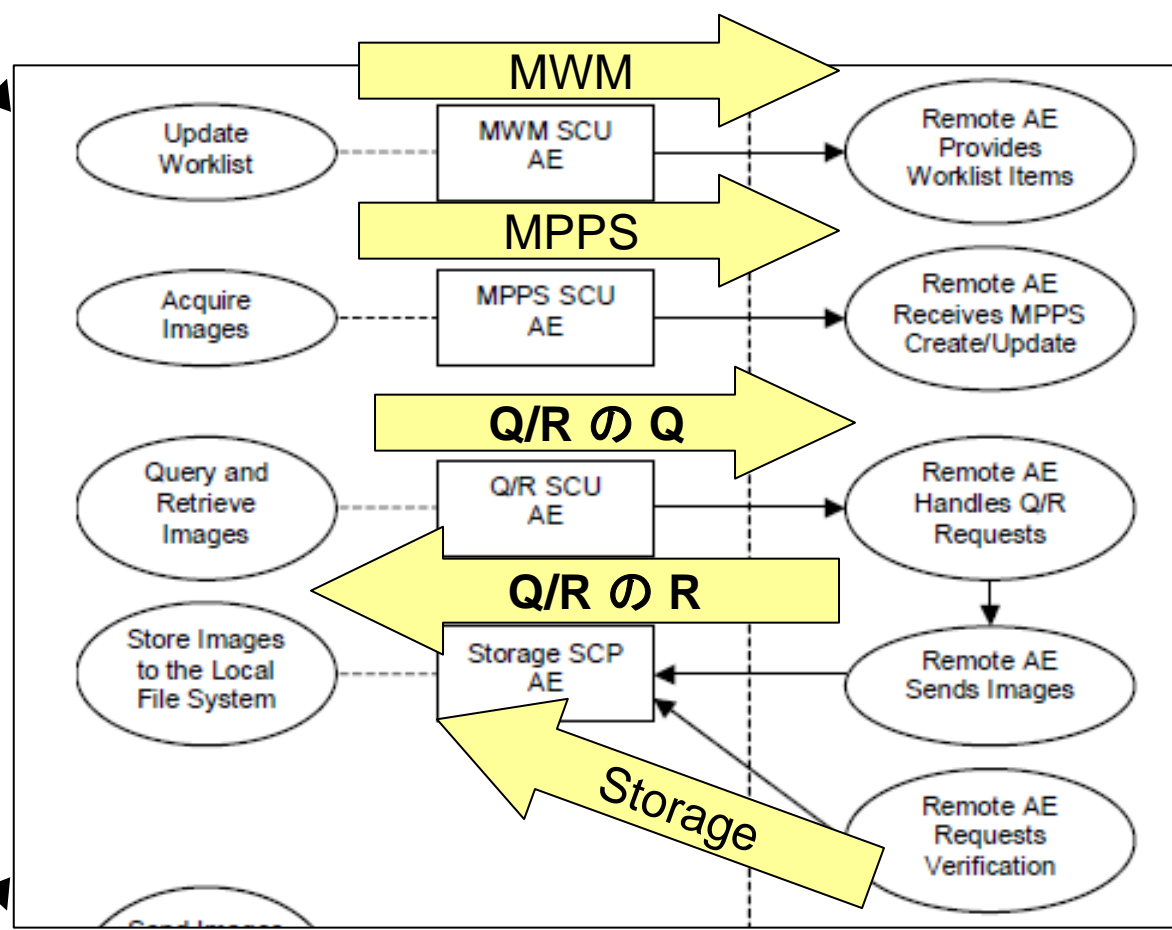 MWM
Update
Worklist
MWM SCU
AE
Remote AE
Provides
Worklist Items
MPPS
Acquire
Images
MPPS SCU
AE
Remote AE
Receives MPPS
Create/Update
Q/R の Q
Query and
Retrieve
Images
Q/R SCU
AE
Remote AE
Handles Q/R
Requests
Q/R の R
Store Images
to the Local
File System
Storage SCP
AE
Remote AE
Sends Images
Storage
Remote AE
Requests
Verification
Send Images